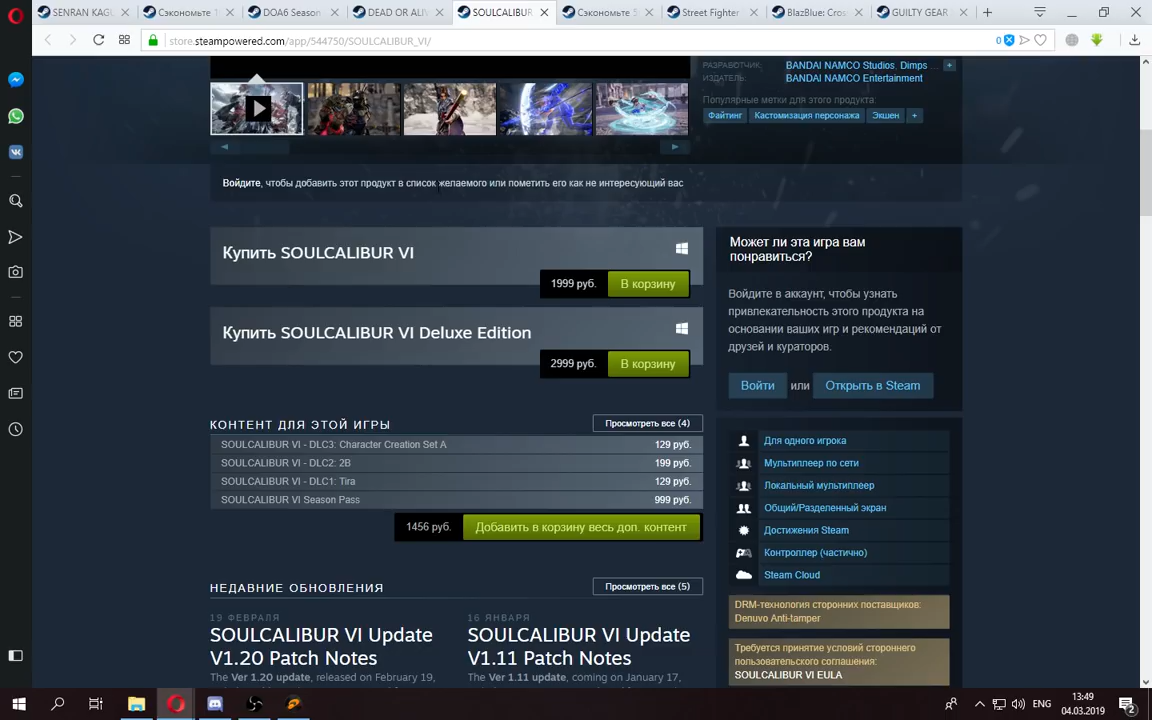 SENRAN KAGU
Сэкономьте 1
DOA6 Season
DEAD OR ALIV
SOULCALIBUR
Сэкономьте 5
Street Fighter
BlazBlue: Cros
GUILTY GEAR
store.steampowered.com/app/544750/SOULCALIBUR_VI/
0
РАЗРАБОТЧИК: BANDAI NAMCO Studios, Dimps +
ИЗДАТЕЛЬ: BANDAI NAMCO Entertainment
Популярные метки для этого продукта:
Файтинг Кастомизация персонажа Экшен +
Войдите, чтобы добавить этот продукт в список желаемого или пометить его как не интересующий вас
Купить SOULCALIBUR VI
1999 руб. В корзину
Купить SOULCALIBUR VI Deluxe Edition
2999 руб. В корзину
КОНТЕНТ ДЛЯ ЭТОЙ ИГРЫ Просмотреть все (4)
SOULCALIBUR VI - DLC3: Character Creation Set A 129 руб.
SOULCALIBUR VI - DLC2: 2B 199 руб.
SOULCALIBUR VI - DLC1: Tira 129 руб.
SOULCALIBUR VI Season Pass 999 руб.
1456 руб. Добавить в корзину весь доп. контент
НЕДАВНИЕ ОБНОВЛЕНИЯ Просмотреть все (5)
19 ФЕВРАЛЯ
SOULCALIBUR VI Update
V1.20 Patch Notes
The Ver 1.20 update, released on February 19,
16 ЯНВАРЯ
SOULCALIBUR VI Update
V1.11 Patch Notes
The Ver 1.11 update, coming on January 17,
Может ли эта игра вам
понравиться?
Войдите в аккаунт, чтобы узнать
привлекательность этого продукта на
основании ваших игр и рекомендаций от
друзей и кураторов.
Войти или Открыть в Steam
Для одного игрока
Мультиплеер по сети
Локальный мультиплеер
Общий/Разделенный экран
Достижения Steam
Контроллер (частично)
Steam Cloud
DRM-технология сторонних поставщиков:
Denuvo Anti-tamper
Требуется принятие условий стороннего
пользовательского соглашения:
SOULCALIBUR VI EULA
ENG
13:49
04.03.2019
2